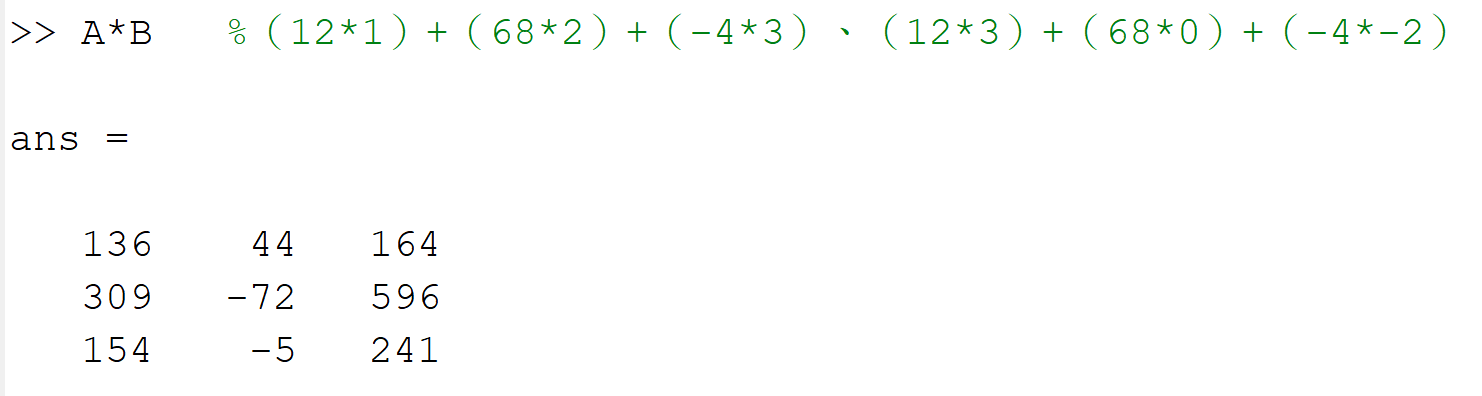 >> A*B   %(12*1)+(68*2)+(-4*3)、(12*3)+(68*0)+(-4*-2)
ans =
136    44   164
309   -72   596
154    -5   241